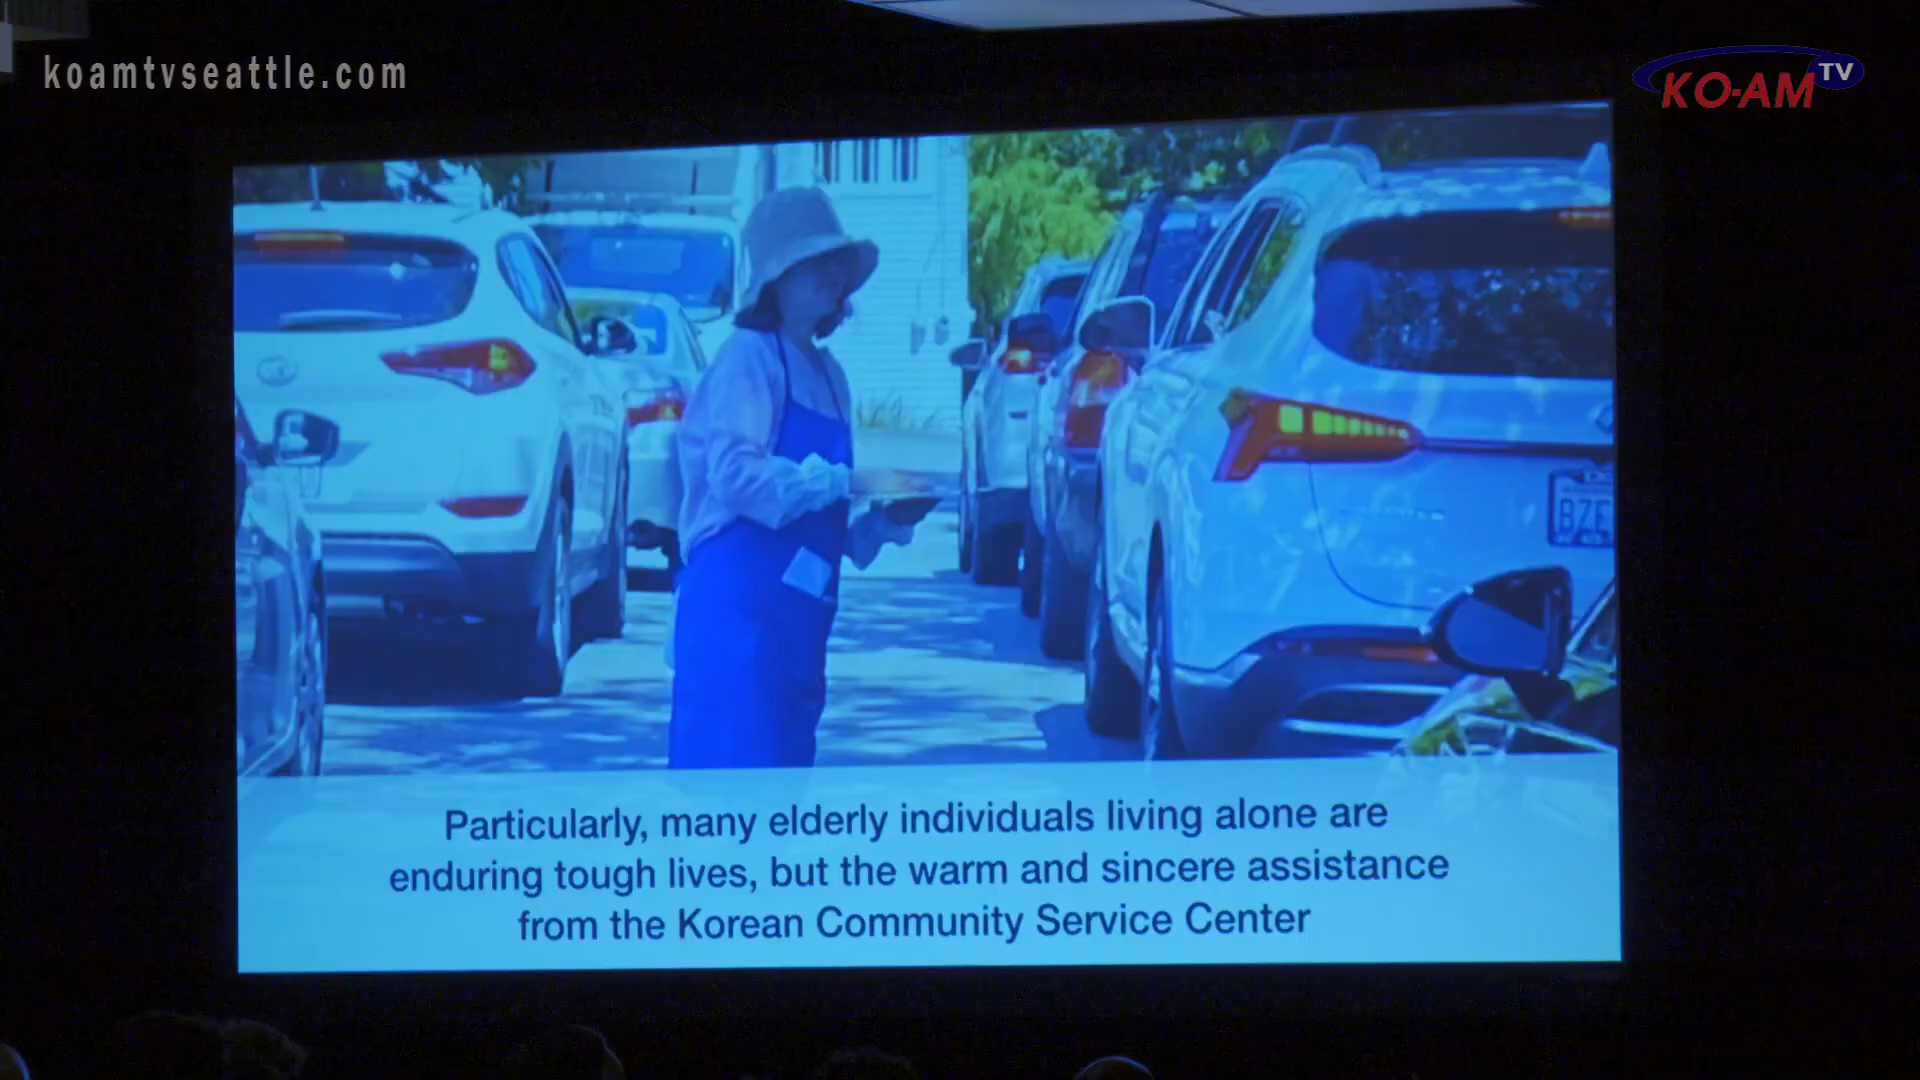 koamtvseattle.com
KO-AM TV
BZE
Particularly, many elderly individuals living alone are
enduring tough lives, but the warm and sincere assistance
from the Korean Community Service Center